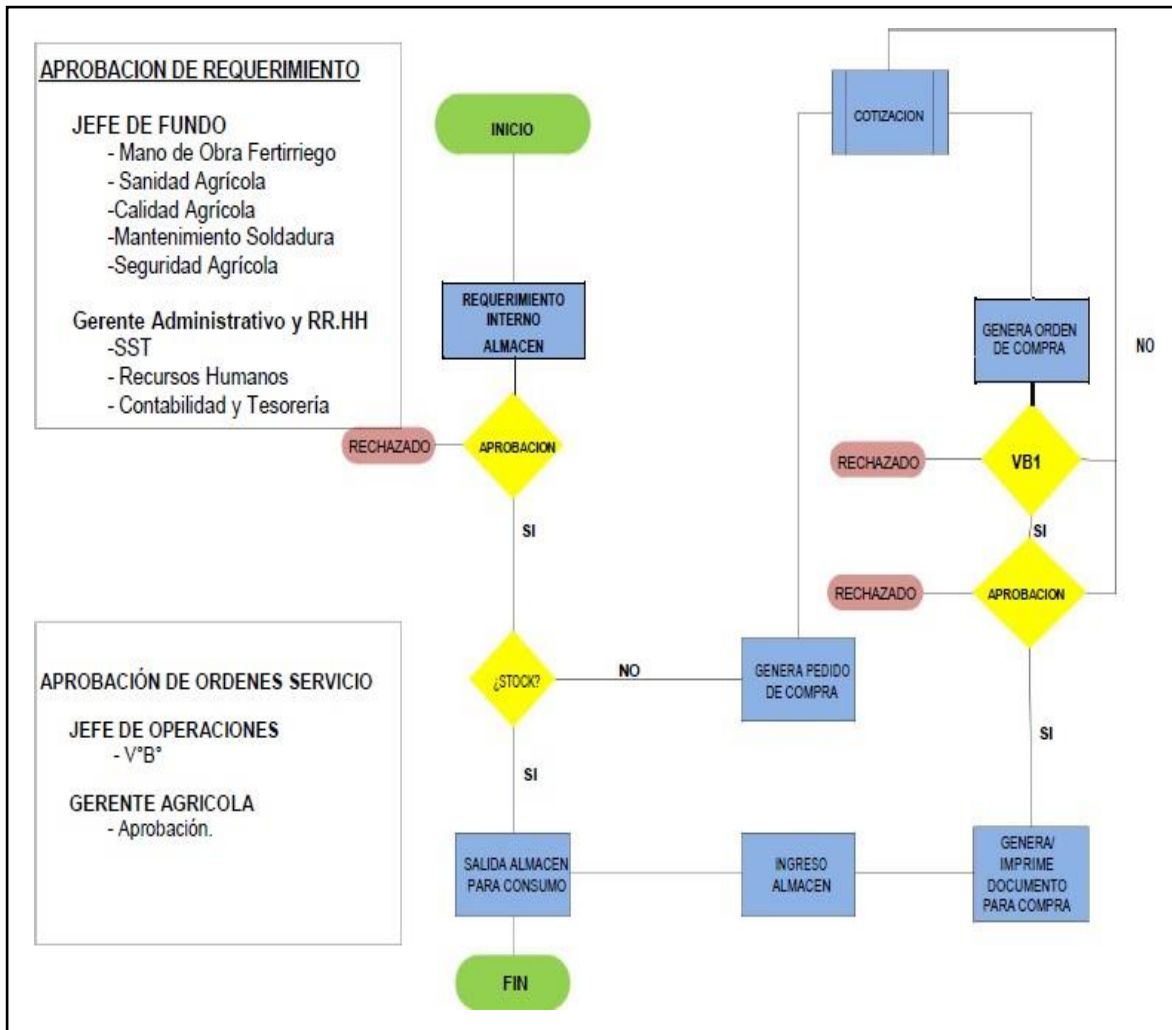 APROBACION DE REQUERIMIENTO
JEFE DE FUNDO
- Mano de Obra Fertirriego
- Sanidad Agrícola
-Calidad Agrícola
-Mantenimiento Soldadura
-Seguridad Agrícola
Gerente Administrativo y RR.HH
-SST
- Recursos Humanos
- Contabilidad y Tesorería
APROBACIÓN DE ORDENES SERVICIO
JEFE DE OPERACIONES
- V°B°
GERENTE AGRICOLA
- Aprobación.
INICIO
REQUERIMIENTO
INTERNO
ALMACEN
RECHAZADO
APROBACION
SI
¿STOCK?
NO
SI
SALIDA ALMACEN
PARA CONSUMO
FIN
GENERA PEDIDO
DE COMPRA
INGRESO
ALMACEN
COTIZACION
GENERA ORDEN
DE COMPRA
NO
RECHAZADO
VB1
SI
RECHAZADO
APROBACION
SI
GENERA/
IMPRIME
DOCUMENTO
PARA COMPRA